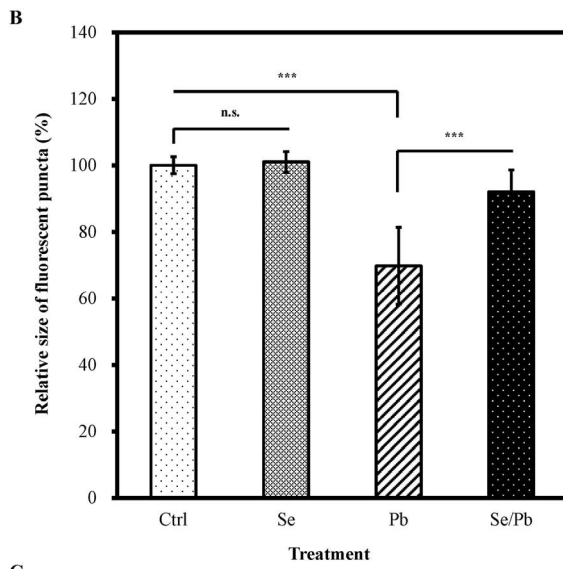 B
140
120
100
80
60
40
20
0
Relative size of fluorescent puncta (%)
***
n.s.
***
Ctrl Se Pb Se/Pb
Treatment